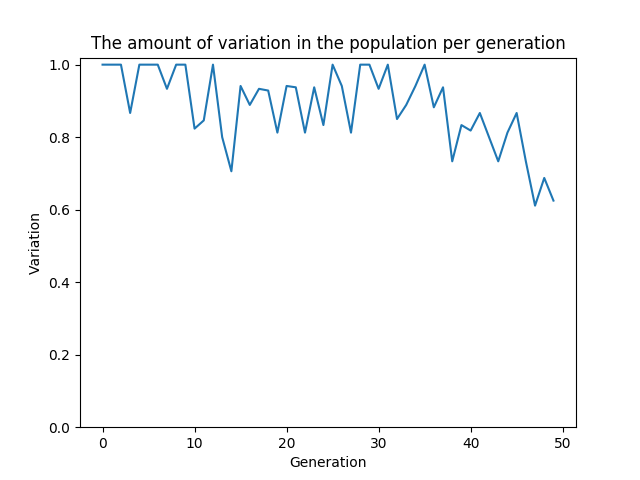 The amount of variation in the population per generation
1.0
0.8
0.6
0.4
0.2
0.0
Variation
0 10 20 30 40 50
Generation